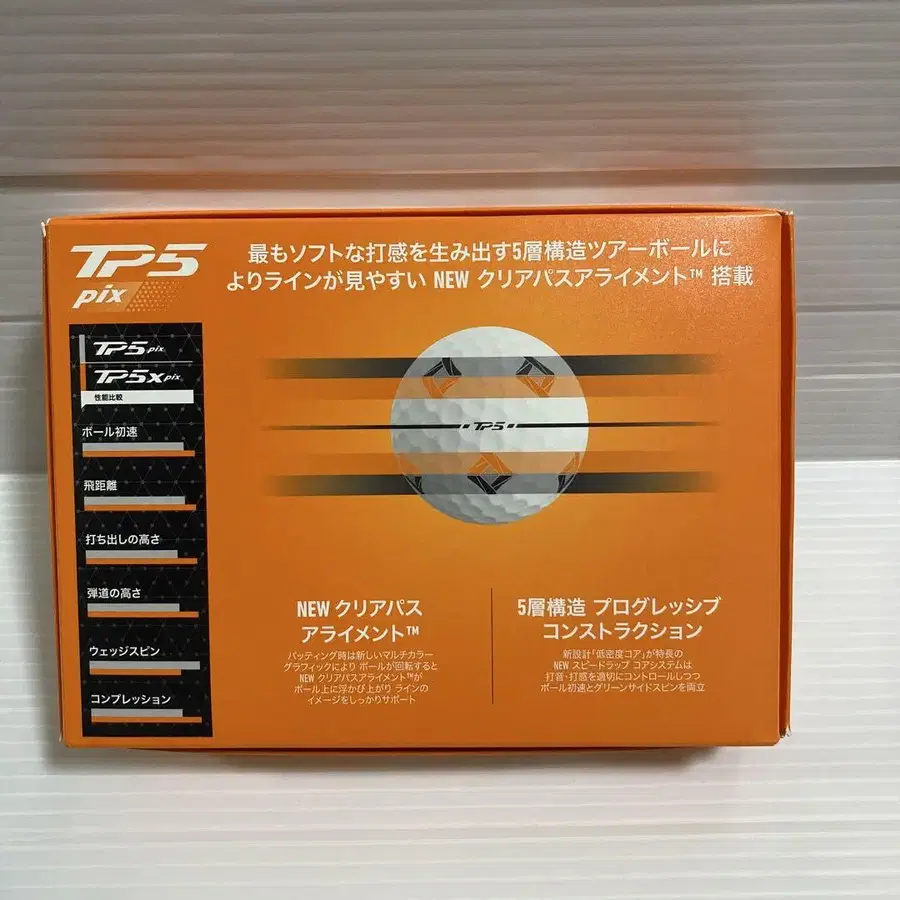 TP5
pix
最もソフトな打感を生み出す5層構造ツアーボールに
よりラインが見やすい NEW クリアパスアライメント™ 搭載
TP5 pix
TP5x pix
性能比較
ボール初速
飛距離
打ち出しの高さ
弾道の高さ
ウェッジスピン
コンプレッション
TP5
NEW クリアパス
アライメント™
パッティング時は新しいマルチカラー
グラフィックにより ボールが回転すると
NEW クリアパスアライメント™が
ボール上に浮かび上がり ラインの
イメージをしっかりサポート
5層構造 プログレッシブ
コンストラクション
新設計「低密度コア」が特長の
NEW スピードラップ コアシステムは
打音・打感を適切にコントロールしつつ
ボール初速とグリーンサイドスピンを両立